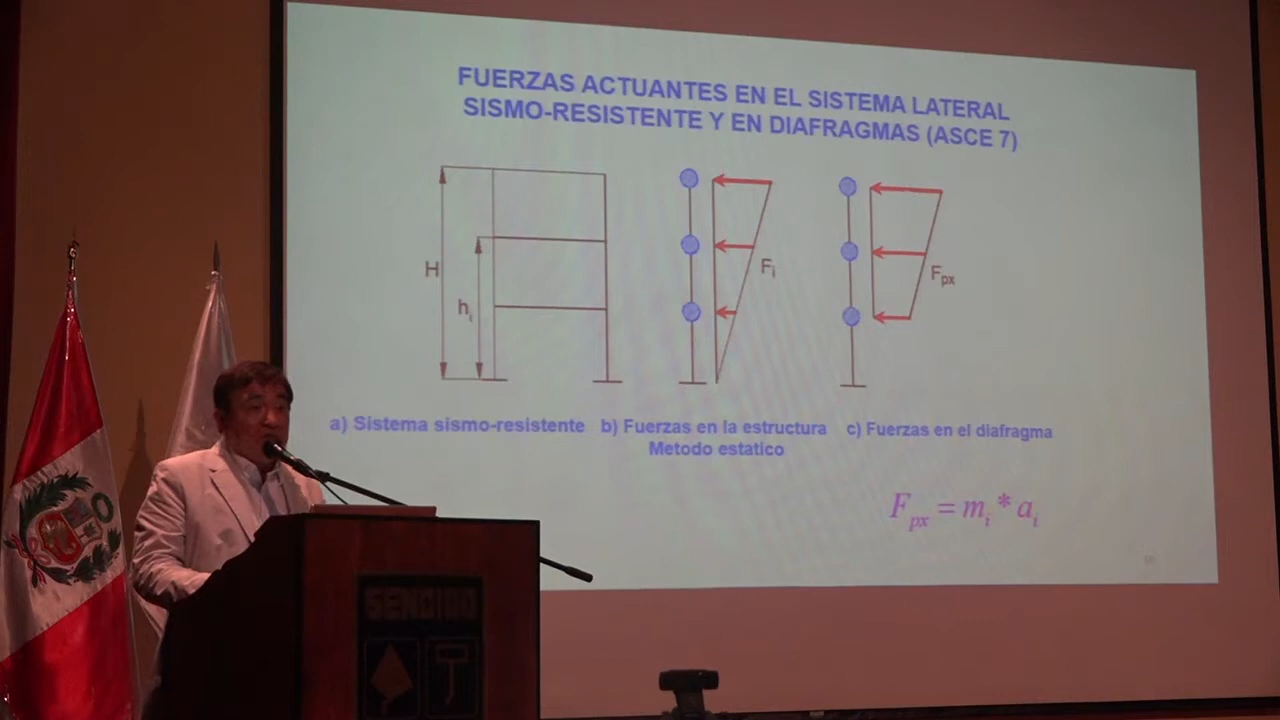 FUERZAS ACTUANTES EN EL SISTEMA LATERAL
SISMO-RESISTENTE Y EN DIAFRAGMAS (ASCE 7)
H
hi
Fi
Fpx
a) Sistema sismo-resistente
b) Fuerzas en la estructura
Metodo estatico
c) Fuerzas en el diafragma
Fpx = mi * ai
SENCICO